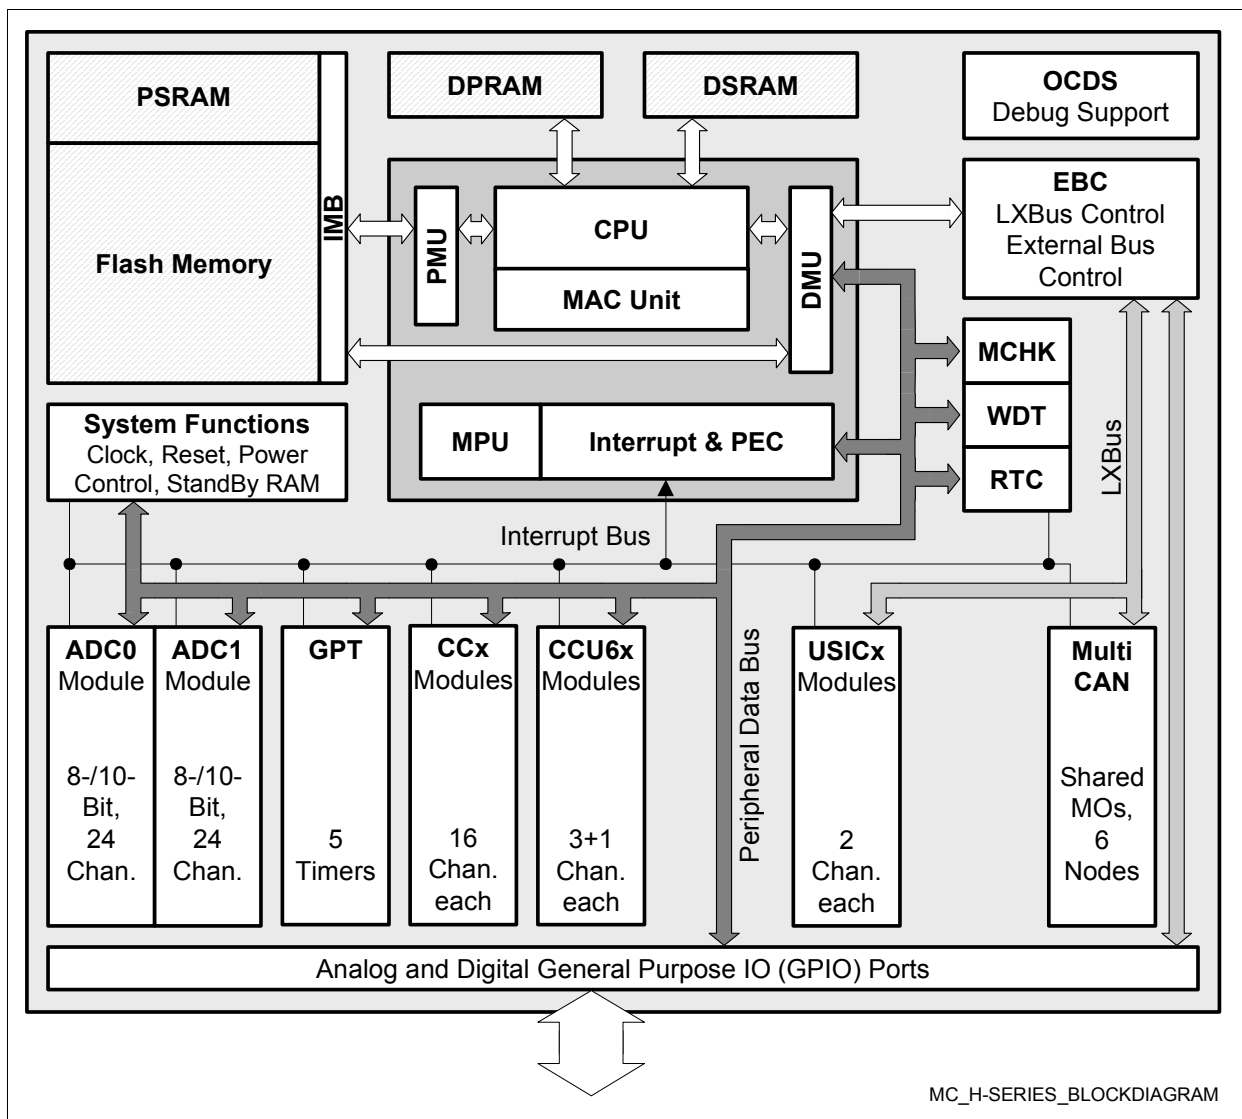 PSRAM
Flash Memory
IMB
DPRAM
DSRAM
OCDS
Debug Support
PMU
CPU
MAC Unit
DMU
EBC
LXBus Control
External Bus
Control
MCHK
WDT
RTC
LXBus
System Functions
Clock, Reset, Power
Control, StandBy RAM
MPU
Interrupt & PEC
Interrupt Bus
ADC0
Module
8-/10-
Bit,
24
Chan.
ADC1
Module
8-/10-
Bit,
24
Chan.
GPT
5
Timers
CCx
Modules
16
Chan.
each
CCU6x
Modules
3+1
Chan.
each
Peripheral Data Bus
USICx
Modules
2
Chan.
each
Multi
CAN
Shared
MOs,
6
Nodes
Analog and Digital General Purpose IO (GPIO) Ports
MC_H-SERIES_BLOCKDIAGRAM